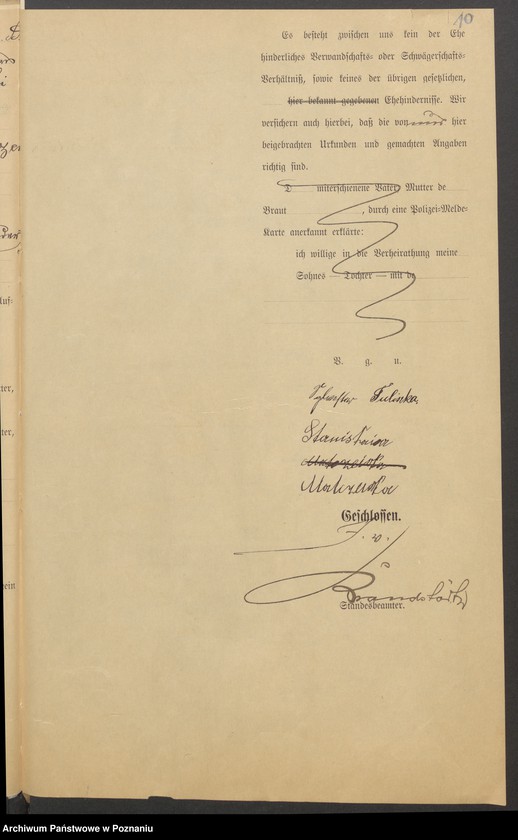 10
Es besteht zwischen uns kein der Ehe
hinderliches Verwandschafts- oder Schwägerschafts-
Verhältniß, sowie keines der übrigen gesetzlichen,
hier bekannt gegebenen Ehehindernisse. Wir
versichern auch hierbei, daß die von uns hier
beigebrachten Urkunden und gemachten Angaben
richtig sind.
D miterschienene Vater, Mutter de
Braut , durch eine Polizei-Melde-
Karte anerkannt erklärte:
ich willige in die Verheirathung meine
Sohnes — Tochter — mit de
V. g. u.
Sylvester Tulinka
Stanisława
Geschlossen.
Standesbeamter.
ein
Archiwum Państwowe w Poznaniu